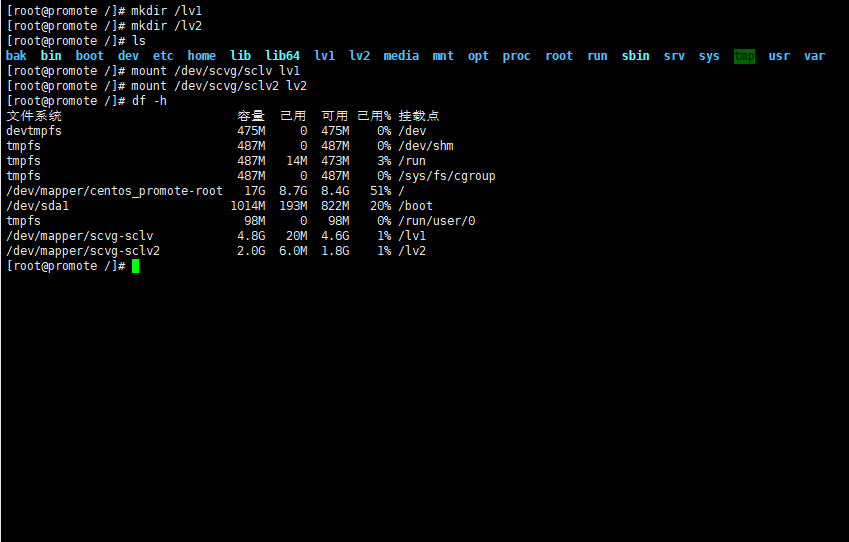 [root@promote /]# mkdir /lv1
[root@promote /]# mkdir /lv2
[root@promote /]# ls
bak bin boot dev etc home lib lib64 lv1 lv2 media mnt opt proc root run sbin srv sys tmp usr var
[root@promote /]# mount /dev/scvg/sclv lv1
[root@promote /]# mount /dev/scvg/sclv2 lv2
[root@promote /]# df -h
文件系统 容量 已用 可用 已用% 挂载点
devtmpfs 475M 0 475M 0% /dev
tmpfs 487M 0 487M 0% /dev/shm
tmpfs 487M 14M 473M 3% /run
tmpfs 487M 0 487M 0% /sys/fs/cgroup
/dev/mapper/centos_promote-root 17G 8.7G 8.4G 51% /
/dev/sda1 1014M 193M 822M 20% /boot
tmpfs 98M 0 98M 0% /run/user/0
/dev/mapper/scvg-sclv 4.8G 20M 4.6G 1% /lv1
/dev/mapper/scvg-sclv2 2.0G 6.0M 1.8G 1% /lv2
[root@promote /]#